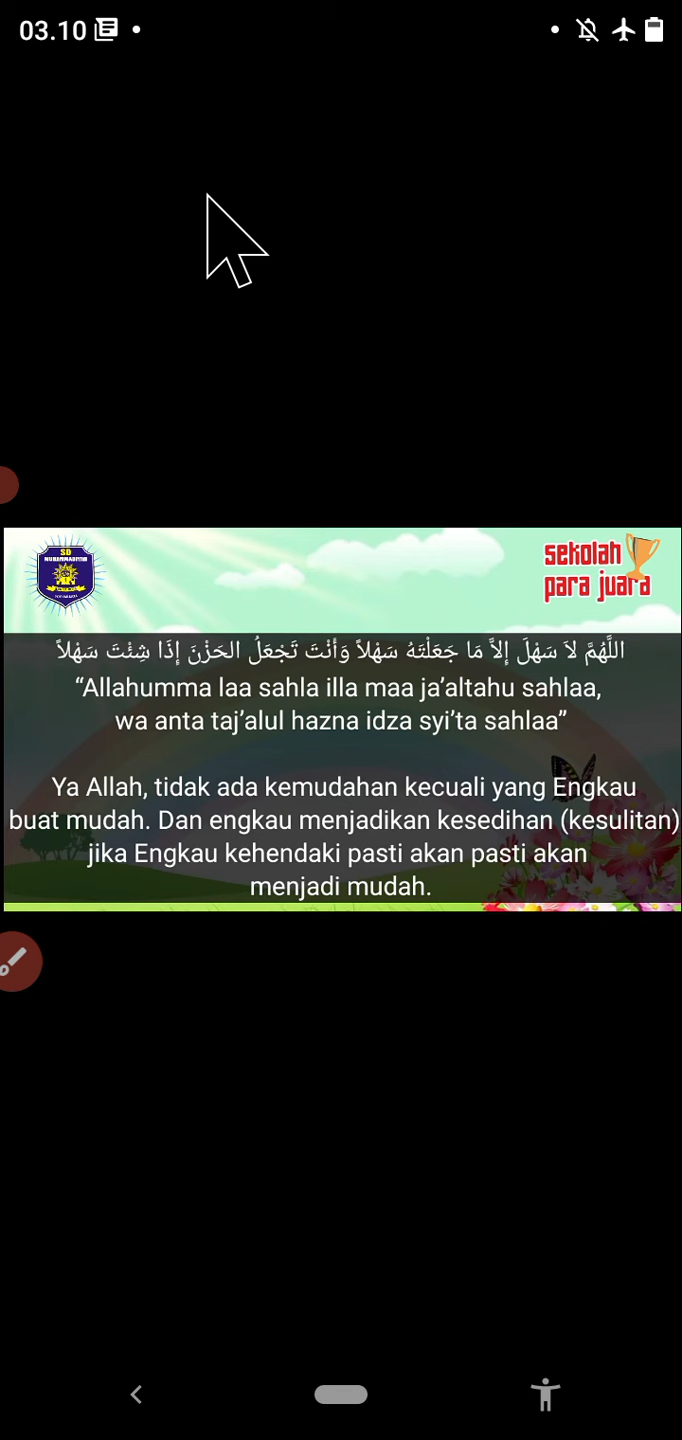 03.10
SD
MUHAMMADIYAH
sekolah
para juara
اللَّهُمَّ لاَ سَهْلَ إِلاَّ مَا جَعَلْتَهُ سَهْلاً وَأَنْتَ تَجْعَلُ الحَزْنَ إِذَا شِئْتَ سَهْلاً
“Allahumma laa sahla illa maa ja’altahu sahlaa,
wa anta taj’alul hazna idza syi’ta sahlaa”
Ya Allah, tidak ada kemudahan kecuali yang Engkau
buat mudah. Dan engkau menjadikan kesedihan (kesulitan)
jika Engkau kehendaki pasti akan pasti akan
menjadi mudah.